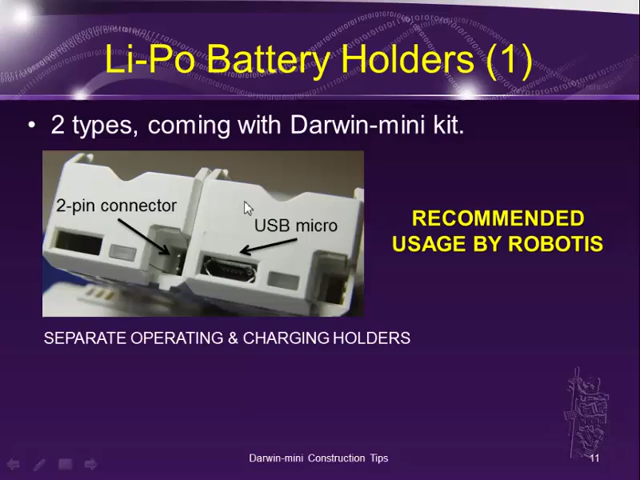 Li-Po Battery Holders (1)
• 2 types, coming with Darwin-mini kit.
2-pin connector
USB micro
RECOMMENDED
USAGE BY ROBOTIS
SEPARATE OPERATING & CHARGING HOLDERS
Darwin-mini Construction Tips
11